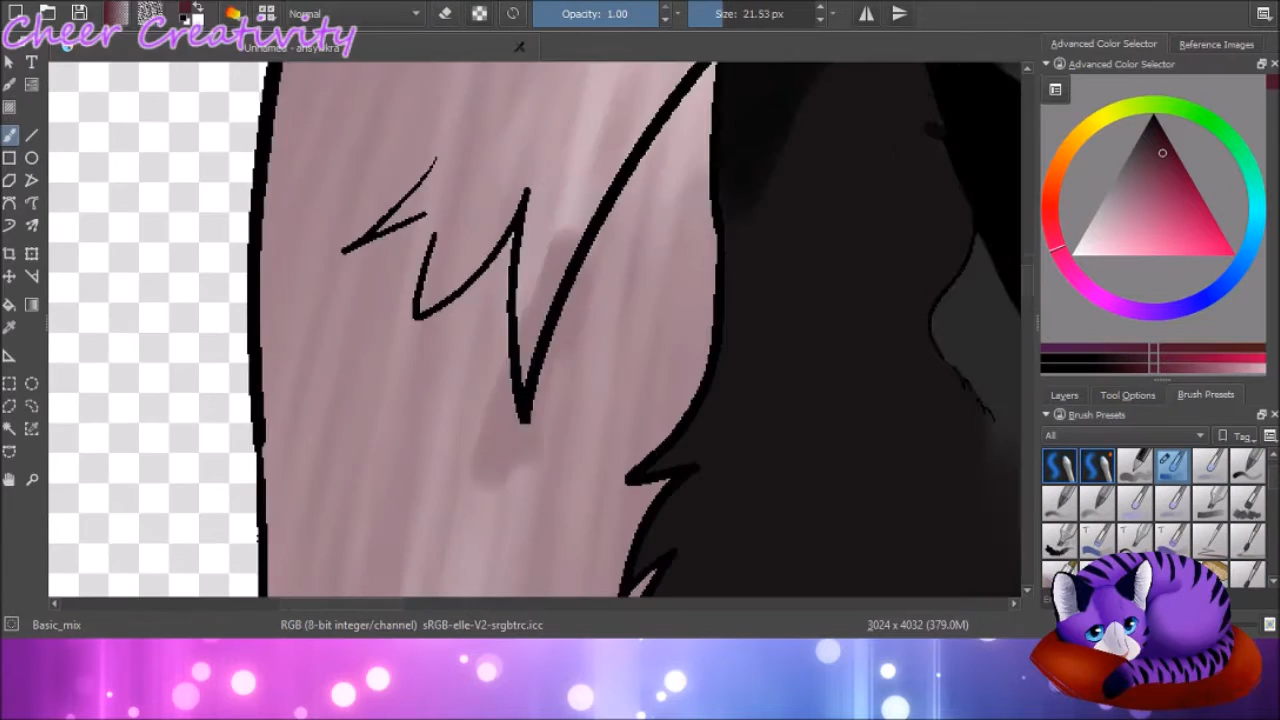 Normal
Opacity: 1.00
Size: 21.53 px
Cheer Creativity
Advanced Color Selector
Reference Images
Advanced Color Selector
T
Layers
Tool Options
Brush Presets
Brush Presets
All
Tag
Basic_mix
RGB (8-bit integer/channel) sRGB-elle-V2-srgbtrc.icc
3024 x 4032 (379.0M)